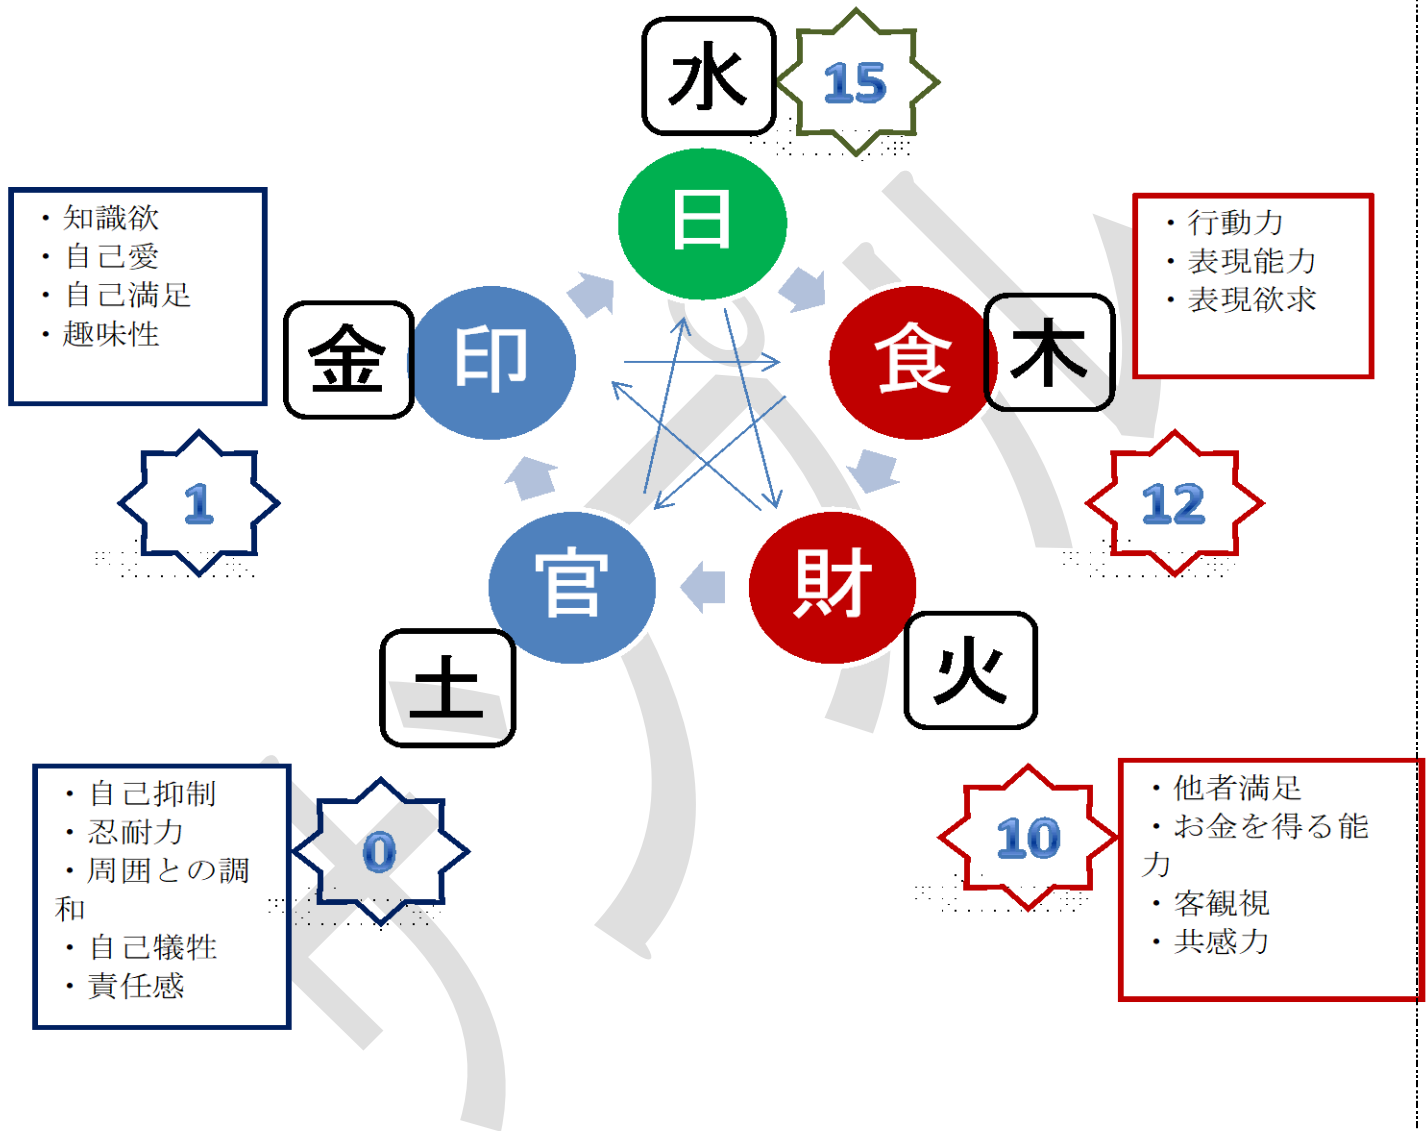 水
15
日
・知識欲
・自己愛
・自己満足
・趣味性
金
印
1
食
木
・行動力
・表現能力
・表現欲求
12
官
土
財
火
・自己抑制
・忍耐力
・周囲との調
和
・自己犠牲
・責任感
0
10
・他者満足
・お金を得る能
力
・客観視
・共感力
サンプル